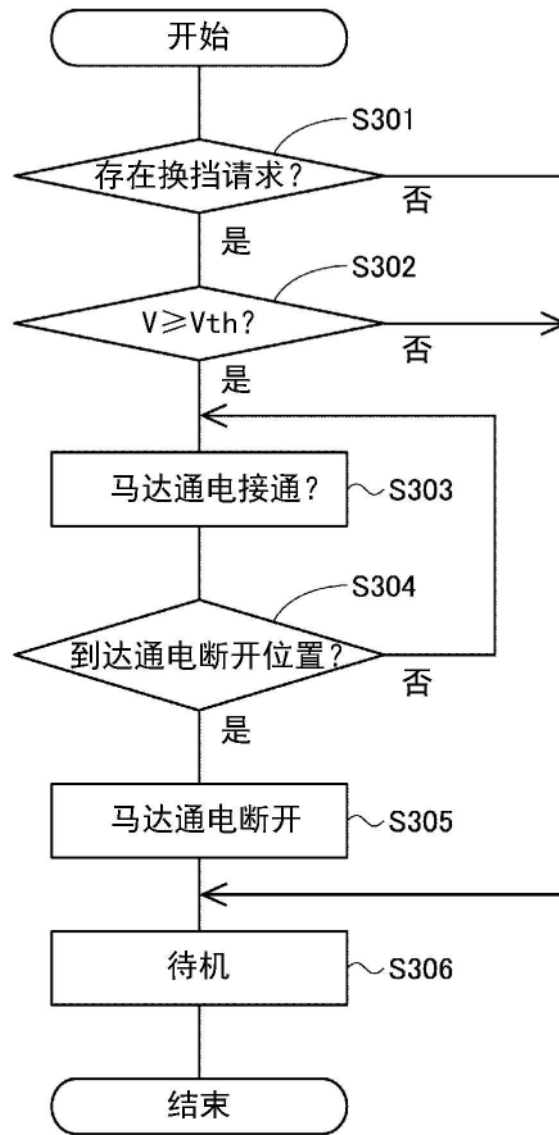 开始
S301
存在换挡请求?
否
是
S302
V≥Vth?
否
是
马达通电接通?
S303
S304
到达通电断开位置?
否
是
马达通电断开
S305
待机
S306
结束